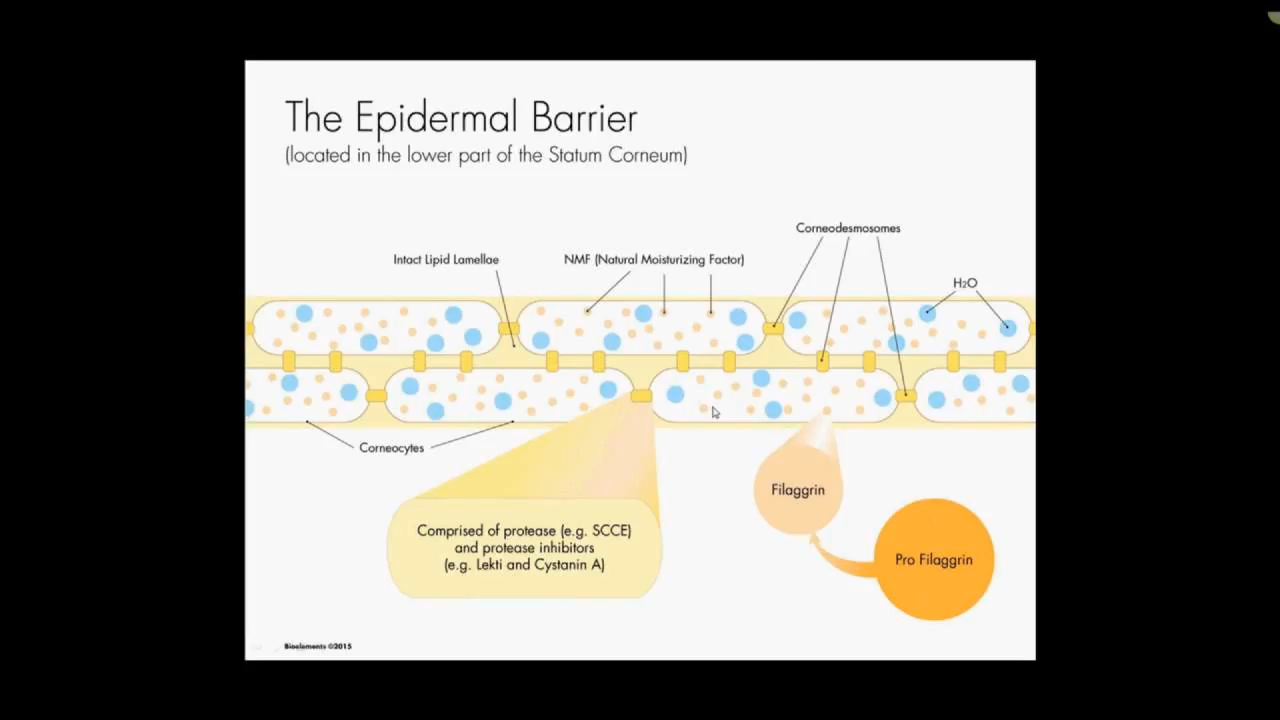 The Epidermal Barrier
(located in the lower part of the Statum Corneum)
Corneodesmosomes
Intact Lipid Lamellae
NMF (Natural Moisturizing Factor)
H2O
Corneocytes
Filaggrin
Comprised of protease (e.g. SCCE)
and protease inhibitors
(e.g. Lekti and Cystanin A)
Pro Filaggrin
Bioelements ©2015